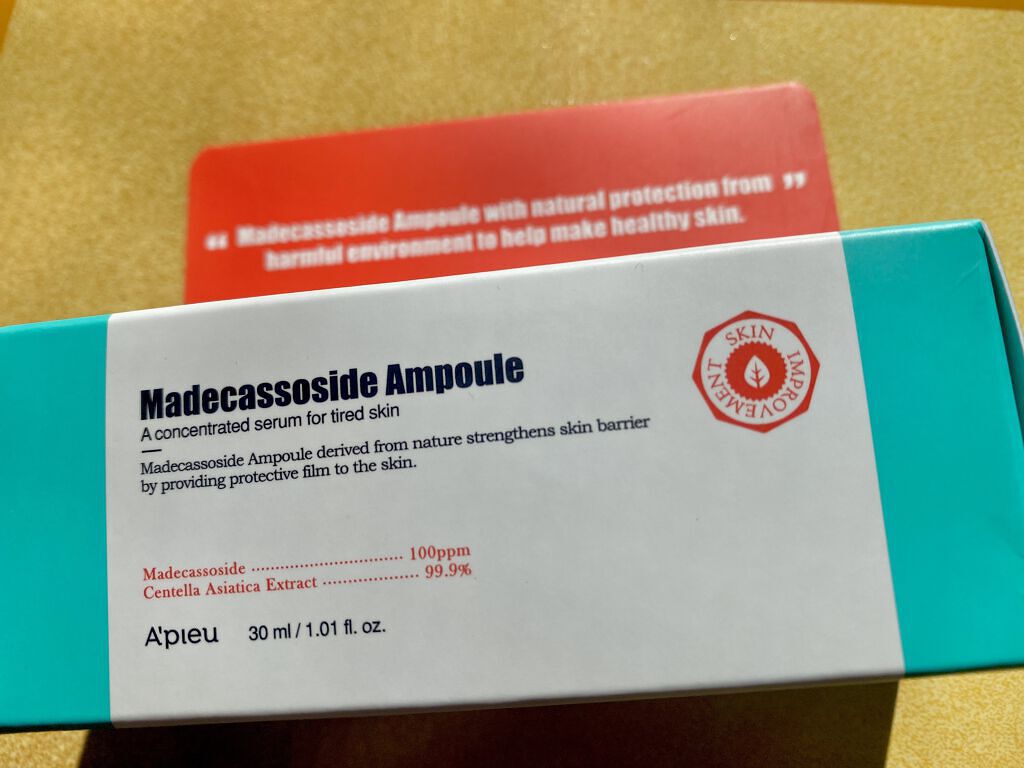 “ Madecassoside Ampoule with natural protection from ”
harmful environment to help make healthy skin.
Madecassoside Ampoule
A concentrated serum for tired skin
Madecassoside Ampoule derived from nature strengthens skin barrier
by providing protective film to the skin.
SKIN IMPROVEMENT
Madecassoside ........................ 100ppm
Centella Asiatica Extract ............... 99.9%
A'pieu 30 ml / 1.01 fl. oz.